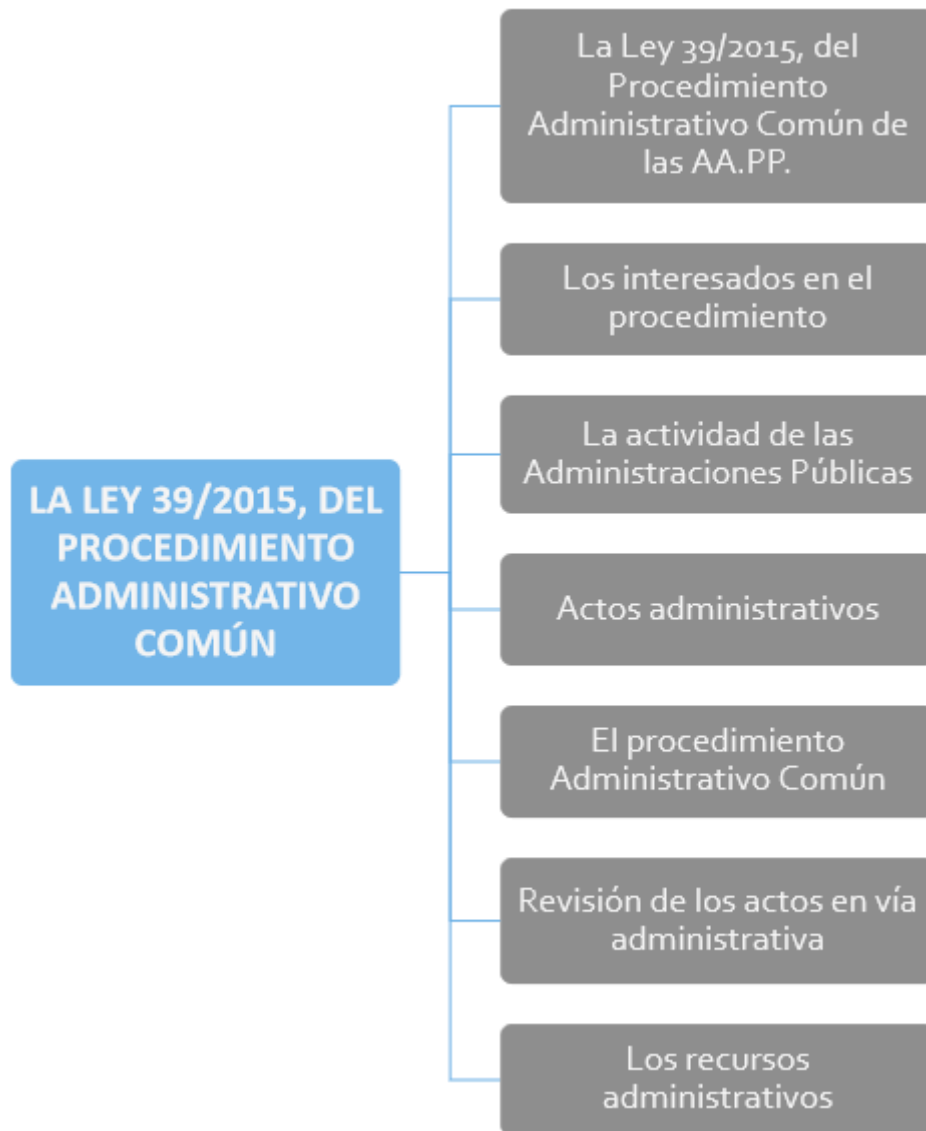 La Ley 39/2015, del
Procedimiento
Administrativo Común de
las AA.PP.
Los interesados en el
procedimiento
La actividad de las
Administraciones Públicas
LA LEY 39/2015, DEL
PROCEDIMIENTO
ADMINISTRATIVO
COMÚN
Actos administrativos
El procedimiento
Administrativo Común
Revisión de los actos en vía
administrativa
Los recursos
administrativos